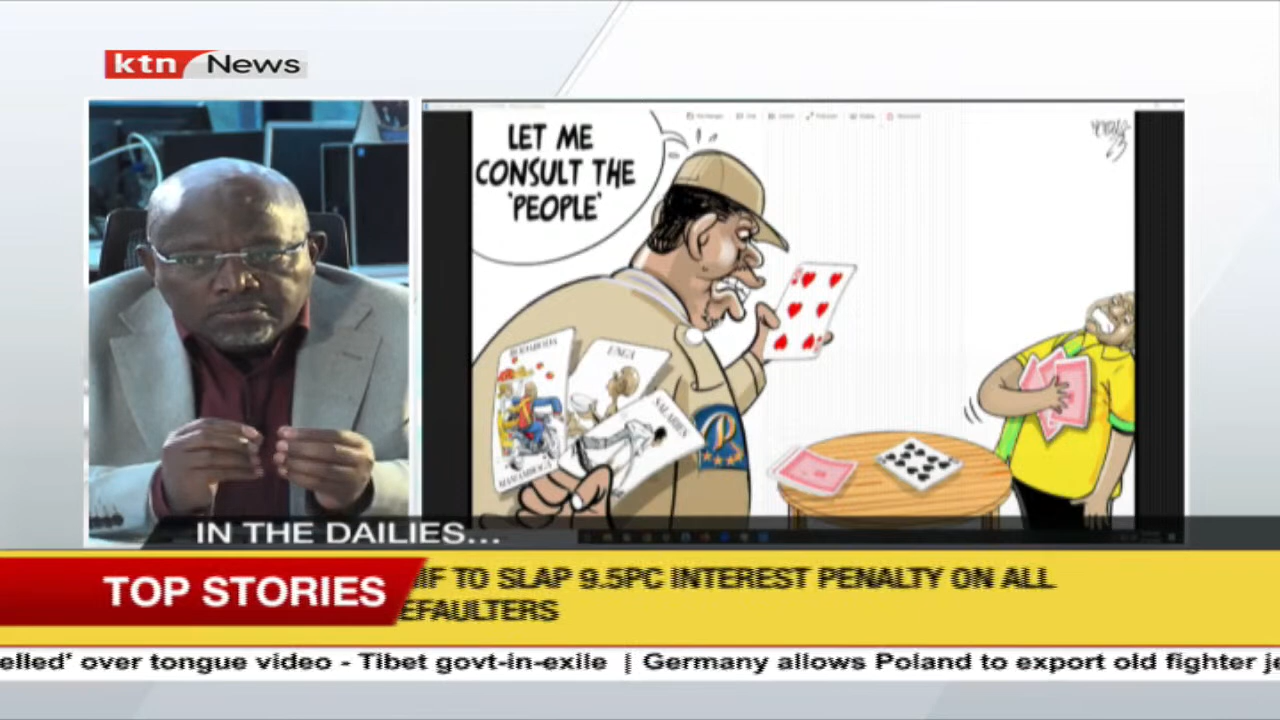 ktn News
LET ME
CONSULT THE
'PEOPLE'
UNGA
SALARIES
MAMAMBOGA
IN THE DAILIES...
TOP STORIES
IF TO SLAP 9.5PC INTEREST PENALTY ON ALL
EFAULTERS
elled' over tongue video - Tibet govt-in-exile | Germany allows Poland to export old fighter je